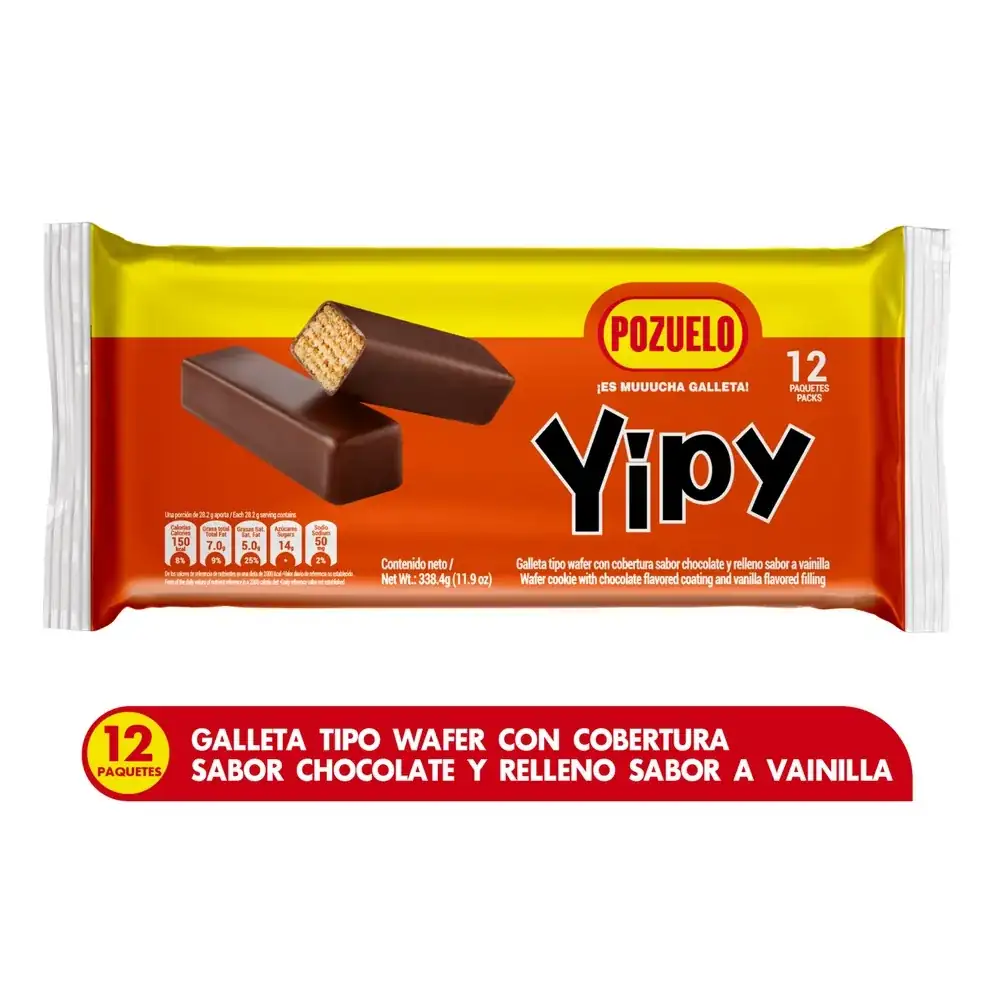 POZUELO
¡ES MUUUCHA GALLETA!
12
PAQUETES
PACKS
Yipy
Una porción de 28.2 g aporta / Each 28.2 g serving contains
Calorías
Calories
150
kcal
8%
Grasa total
Total Fat
7.0g
9%
Grasas Sat.
Sat. Fat
5.0g
25%
Azúcares
Sugars
14g
Sodio
Sodium
50
mg
2%
Contenido neto /
Net Wt.: 338.4g (11.9 oz)
Galleta tipo wafer con cobertura sabor chocolate y relleno sabor a vainilla
Wafer cookie with chocolate flavored coating and vanilla flavored filling
12
PAQUETES
GALLETA TIPO WAFER CON COBERTURA
SABOR CHOCOLATE Y RELLENO SABOR A VAINILLA